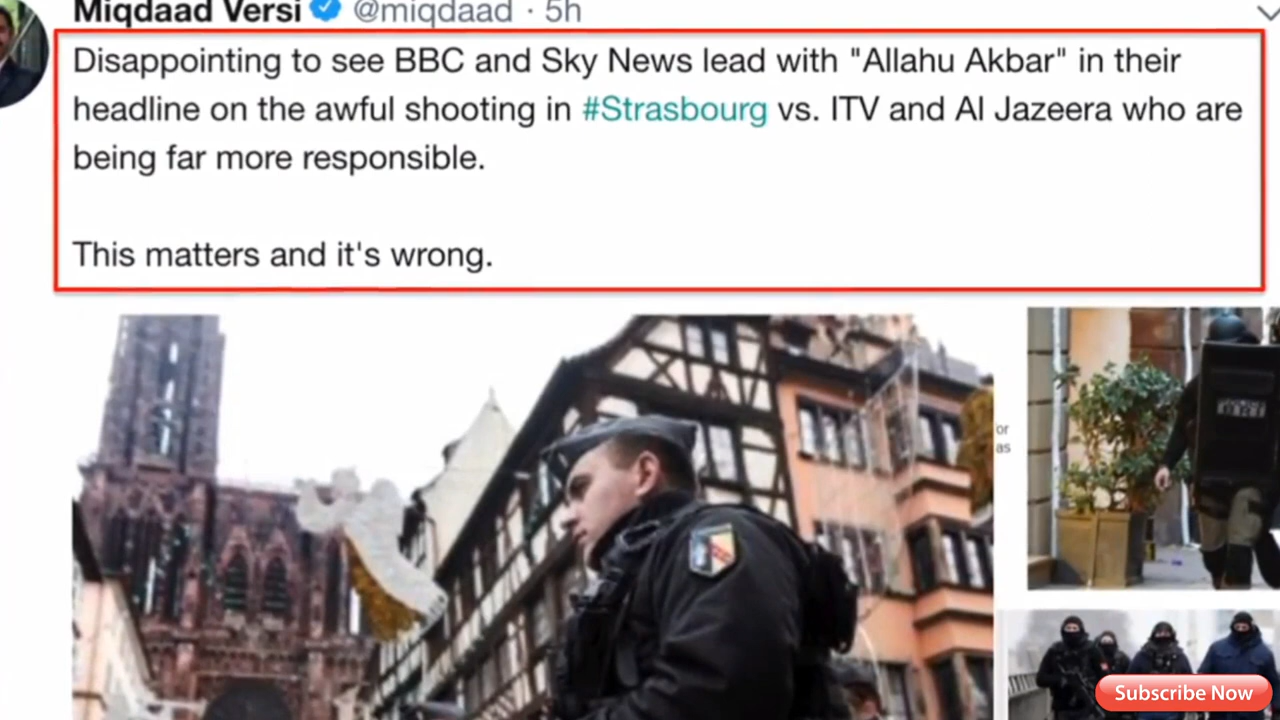 Miqdaad Versi @miqdaad · 5h
Disappointing to see BBC and Sky News lead with "Allahu Akbar" in their
headline on the awful shooting in #Strasbourg vs. ITV and Al Jazeera who are
being far more responsible.
This matters and it's wrong.
or
as
Subscribe Now